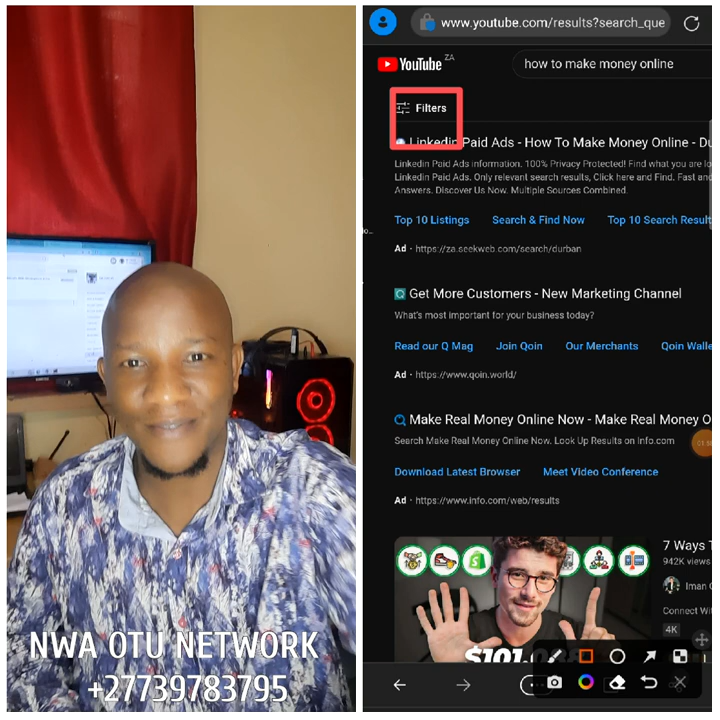 NWA OTU NETWORK
+27739783795
www.youtube.com/results?search_que
YouTube ZA
how to make money online
Filters
Linkedin Paid Ads - How To Make Money Online - Du
Linkedin Paid Ads information. 100% Privacy Protected! Find what you are lo
Linkedin Paid Ads. Only relevant search results, Click here and Find. Fast and
Answers. Discover Us Now. Multiple Sources Combined.
Top 10 Listings Search & Find Now Top 10 Search Result
Ad · https://za.seekweb.com/search/durban
Get More Customers - New Marketing Channel
What's most important for your business today?
Read our Q Mag Join Qoin Our Merchants Qoin Walle
Ad · https://www.qoin.world/
Make Real Money Online Now - Make Real Money O
Search Make Real Money Online Now. Look Up Results on Info.com
Download Latest Browser Meet Video Conference
Ad · https://www.info.com/web/results
7 Ways T
942K views
Iman G
Connect Wit
4K